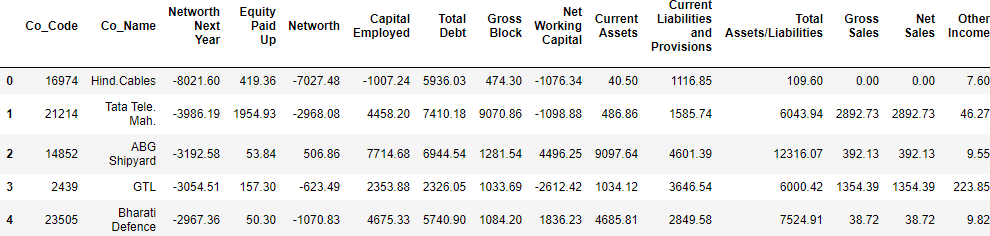 Co_Code Co_Name Networth Next Year Equity Paid Up Networth Capital Employed Total Debt Gross Block Net Working Capital Current Assets Current Liabilities and Provisions Total Assets/Liabilities Gross Sales Net Sales Other Income
0 16974 Hind.Cables -8021.60 419.36 -7027.48 -1007.24 5936.03 474.30 -1076.34 40.50 1116.85 109.60 0.00 0.00 7.60
1 21214 Tata Tele. Mah. -3986.19 1954.93 -2968.08 4458.20 7410.18 9070.86 -1098.88 486.86 1585.74 6043.94 2892.73 2892.73 46.27
2 14852 ABG Shipyard -3192.58 53.84 506.86 7714.68 6944.54 1281.54 4496.25 9097.64 4601.39 12316.07 392.13 392.13 9.55
3 2439 GTL -3054.51 157.30 -623.49 2353.88 2326.05 1033.69 -2612.42 1034.12 3646.54 6000.42 1354.39 1354.39 223.85
4 23505 Bharati Defence -2967.36 50.30 -1070.83 4675.33 5740.90 1084.20 1836.23 4685.81 2849.58 7524.91 38.72 38.72 9.82